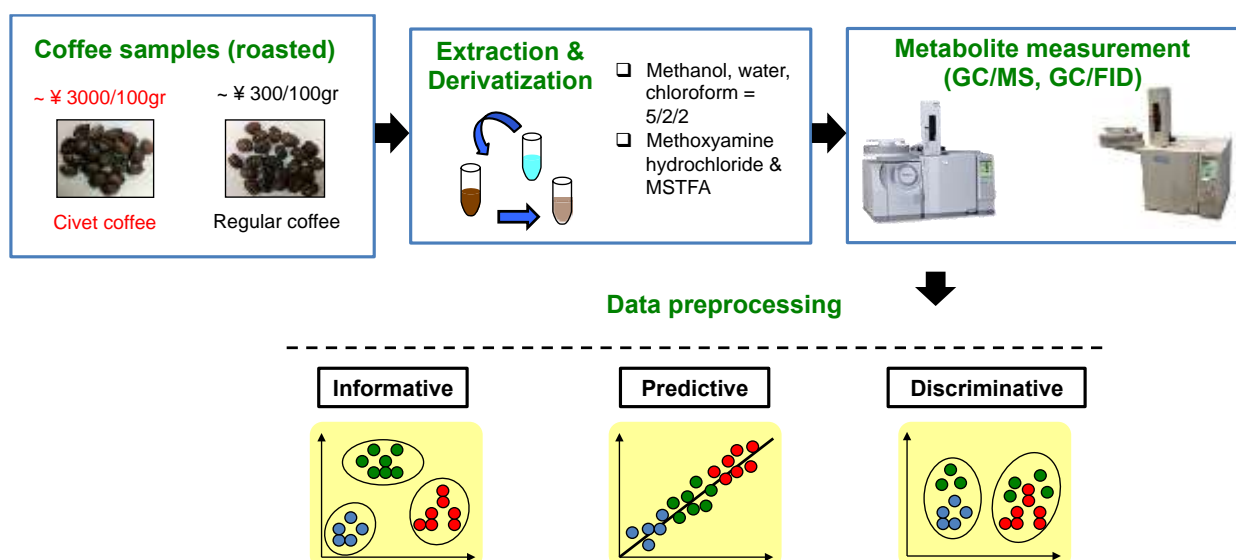 Coffee samples (roasted)
~ ¥ 3000/100gr
~ ¥ 300/100gr
Civet coffee
Regular coffee
Extraction &
Derivatization
❑ Methanol, water,
chloroform =
5/2/2
❑ Methoxyamine
hydrochloride &
MSTFA
Metabolite measurement
(GC/MS, GC/FID)
Data preprocessing
Informative
Predictive
Discriminative